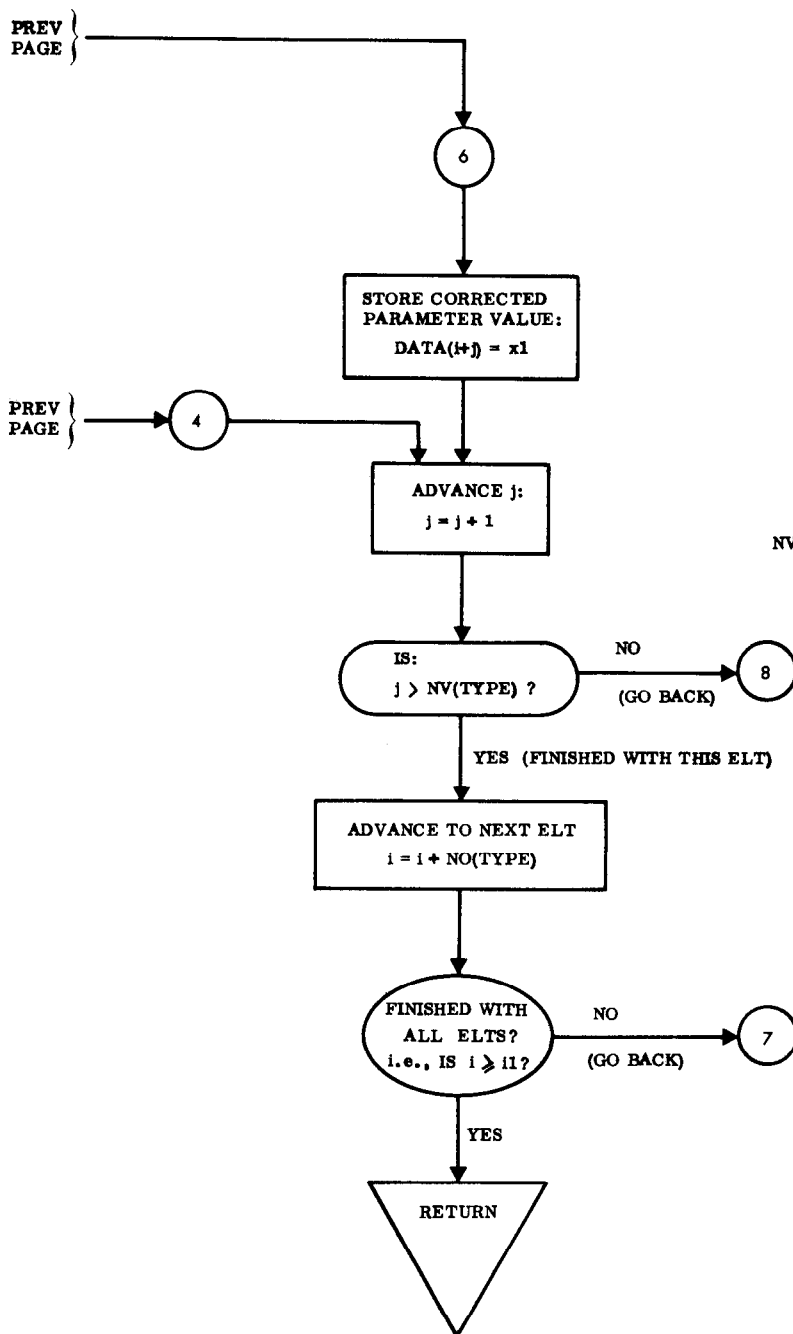 PREV
PAGE
6
STORE CORRECTED
PARAMETER VALUE:
DATA(i+j) = x1
PREV
PAGE
4
ADVANCE j:
j = j + 1
NV
IS:
j > NV(TYPE) ?
NO
(GO BACK)
8
YES (FINISHED WITH THIS ELT)
ADVANCE TO NEXT ELT
i = i + NO(TYPE)
FINISHED WITH
ALL ELTS?
i.e., IS i ⩾ i1?
NO
(GO BACK)
7
YES
RETURN